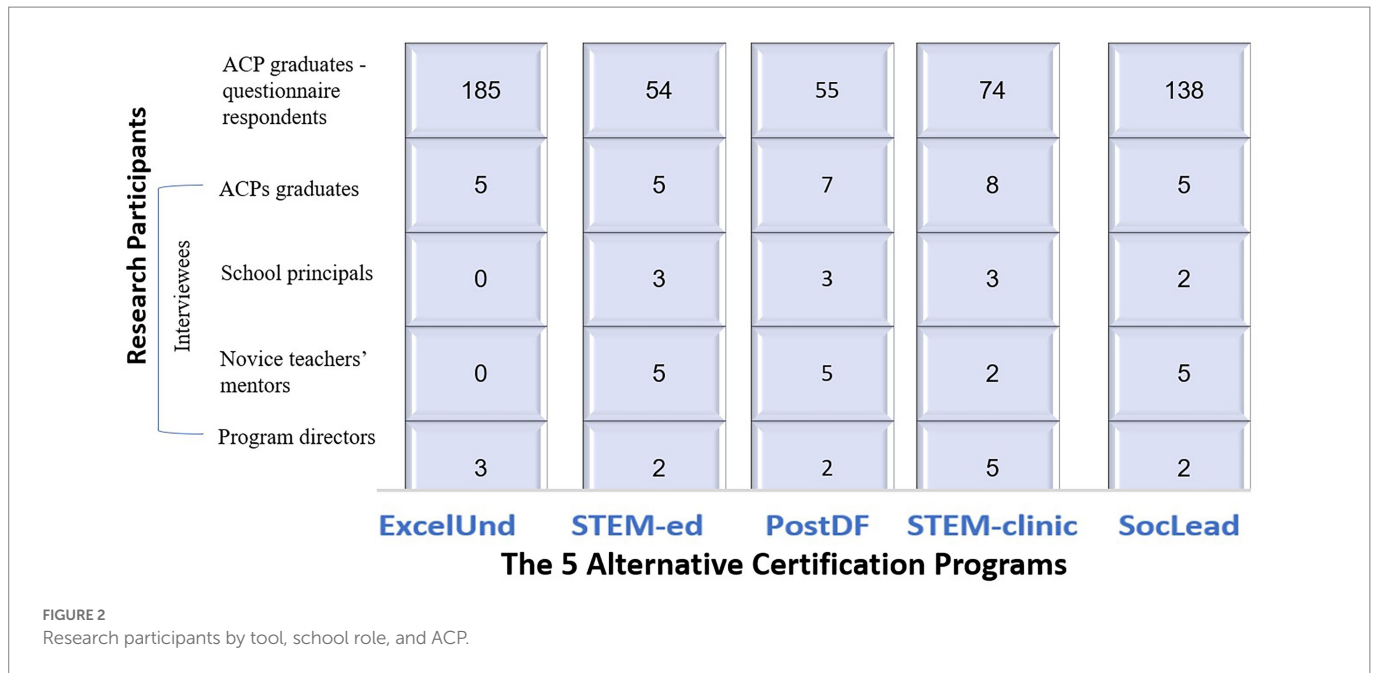 ACP graduates -
questionnaire
respondents
185 54 55 74 138
ACPs graduates
5 5 7 8 5
School principals
0 3 3 3 2
Novice teachers’
mentors
0 5 5 2 5
Program directors
3 2 2 5 2
Research Participants
Interviewees
ExcelUnd STEM-ed PostDF STEM-clinic SocLead
The 5 Alternative Certification Programs
FIGURE 2
Research participants by tool, school role, and ACP.